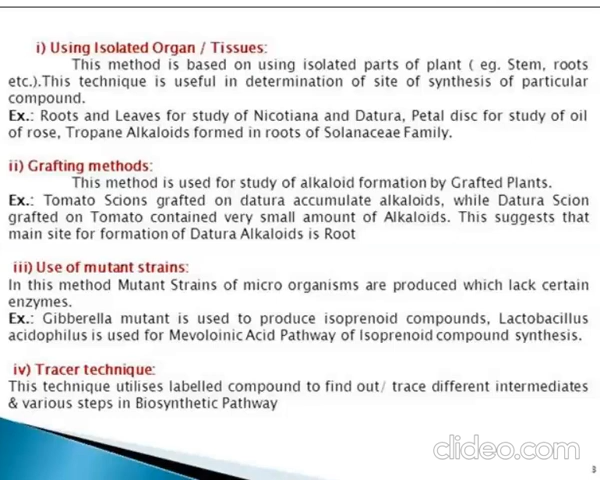 i) Using Isolated Organ / Tissues:
This method is based on using isolated parts of plant ( eg. Stem, roots
etc.).This technique is useful in determination of site of synthesis of particular
compound.
Ex.: Roots and Leaves for study of Nicotiana and Datura, Petal disc for study of oil
of rose, Tropane Alkaloids formed in roots of Solanaceae Family.
ii) Grafting methods:
This method is used for study of alkaloid formation by Grafted Plants.
Ex.: Tomato Scions grafted on datura accumulate alkaloids, while Datura Scion
grafted on Tomato contained very small amount of Alkaloids. This suggests that
main site for formation of Datura Alkaloids is Root
iii) Use of mutant strains:
In this method Mutant Strains of micro organisms are produced which lack certain
enzymes.
Ex.: Gibberella mutant is used to produce isoprenoid compounds, Lactobacillus
acidophilus is used for Mevoloinic Acid Pathway of Isoprenoid compound synthesis.
iv) Tracer technique:
This technique utilises labelled compound to find out/ trace different intermediates
& various steps in Biosynthetic Pathway
clideo.com